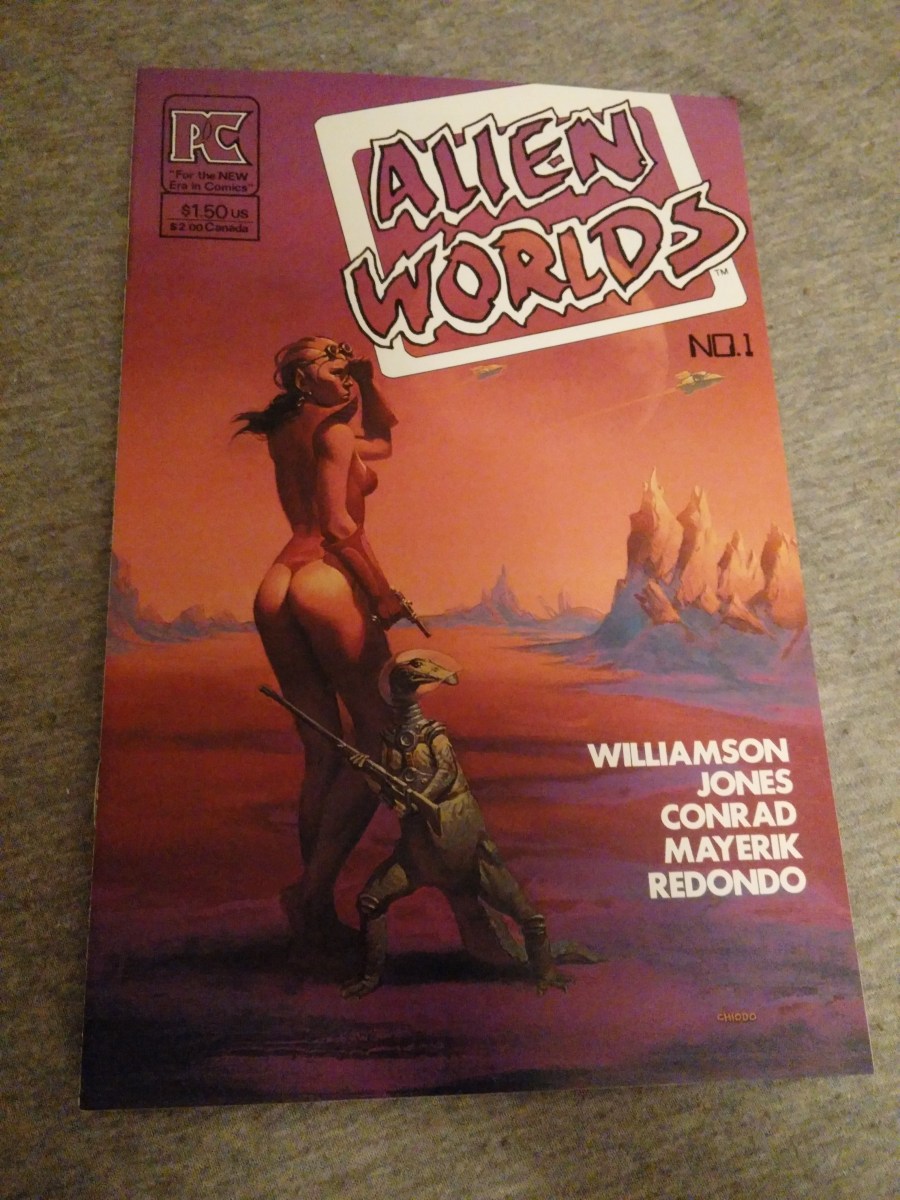 PC
"For the NEW
Era in Comics"
$1.50 US
$2.00 Canada
ALIEN
WORLDS
TM
NO.1
WILLIAMSON
JONES
CONRAD
MAYERIK
REDONDO
CHIODO